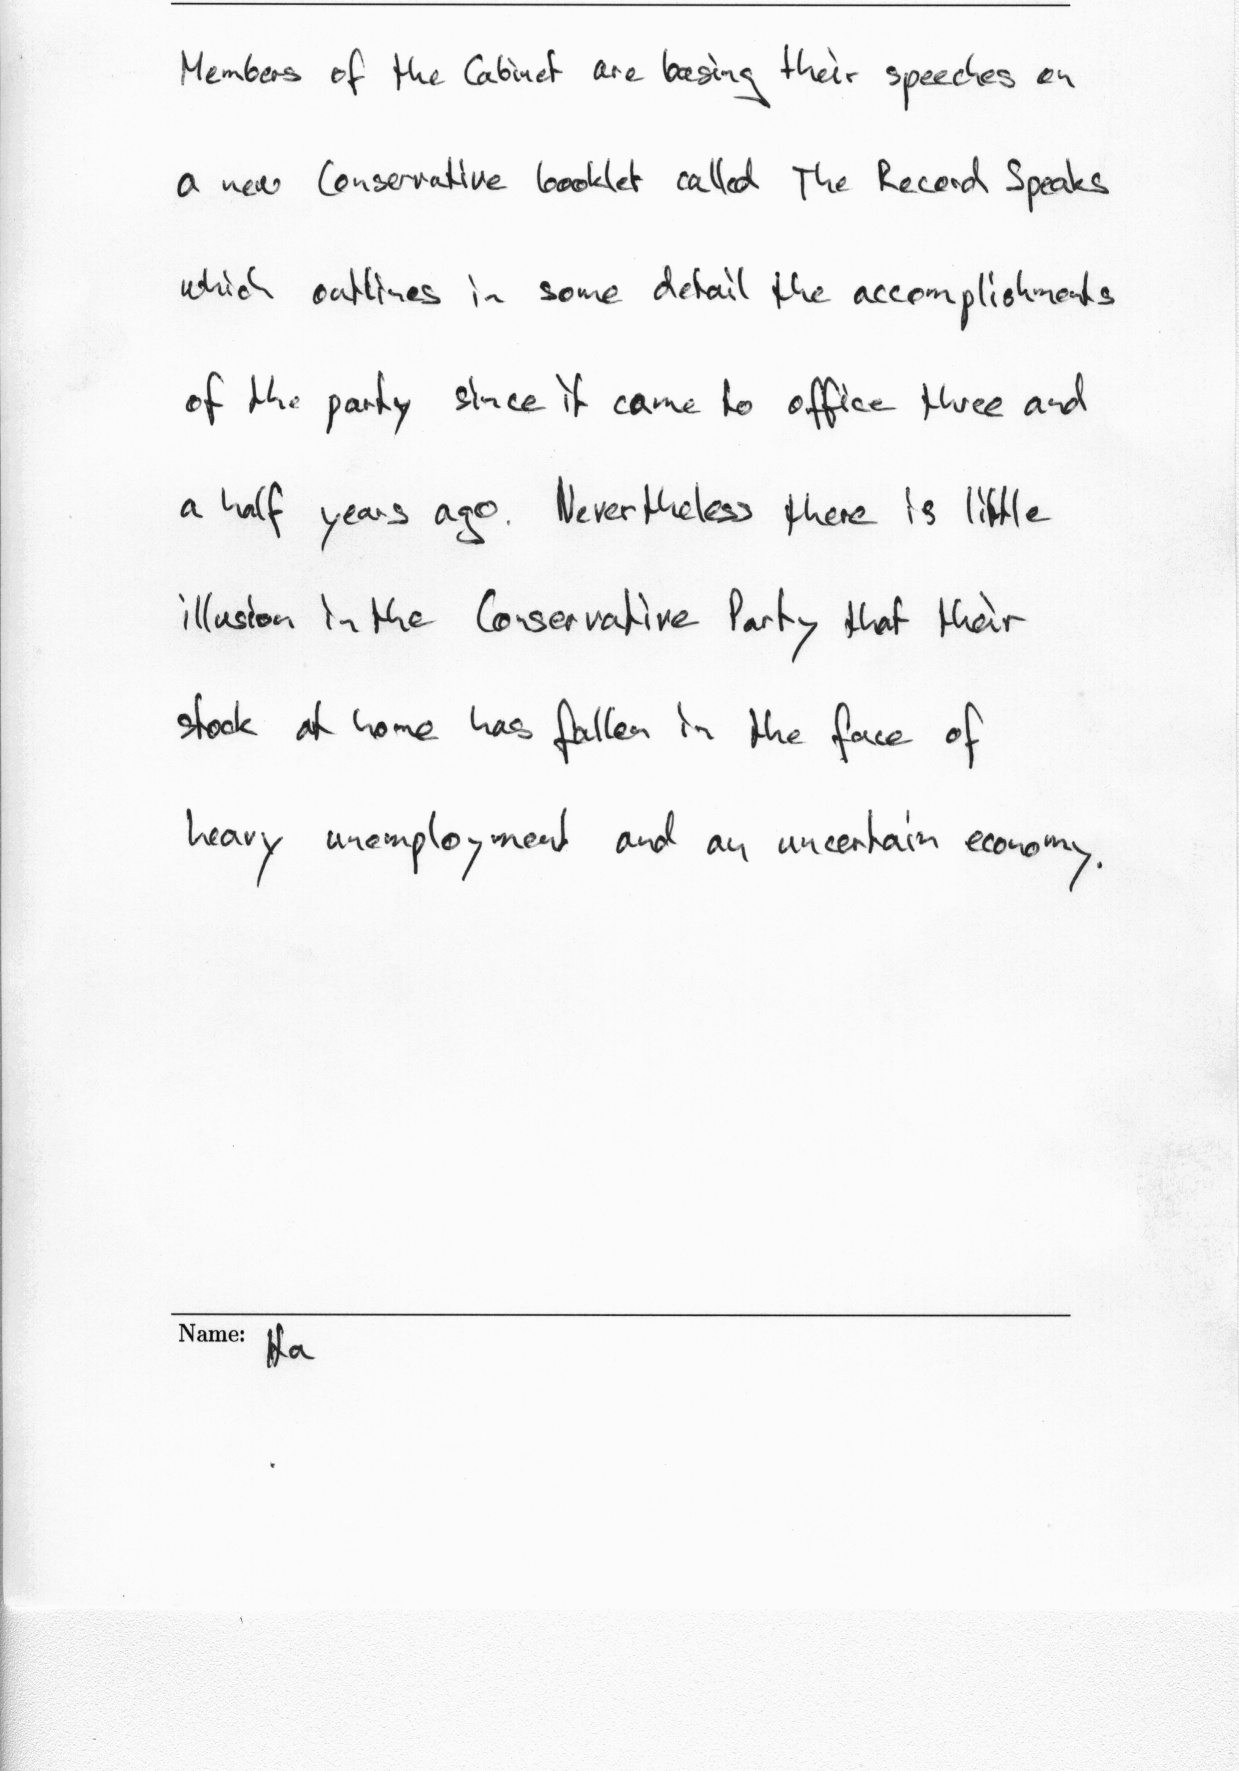 Members of the Cabinet are basing their speeches on
a new Conservative booklet called The Record Speaks
which outlines in some detail the accomplishments
of the party since it came to office three and
a half years ago. Nevertheless there is little
illusion in the Conservative Party that their
stock at home has fallen in the face of
heavy unemployment and an uncertain economy.
Name: Ha